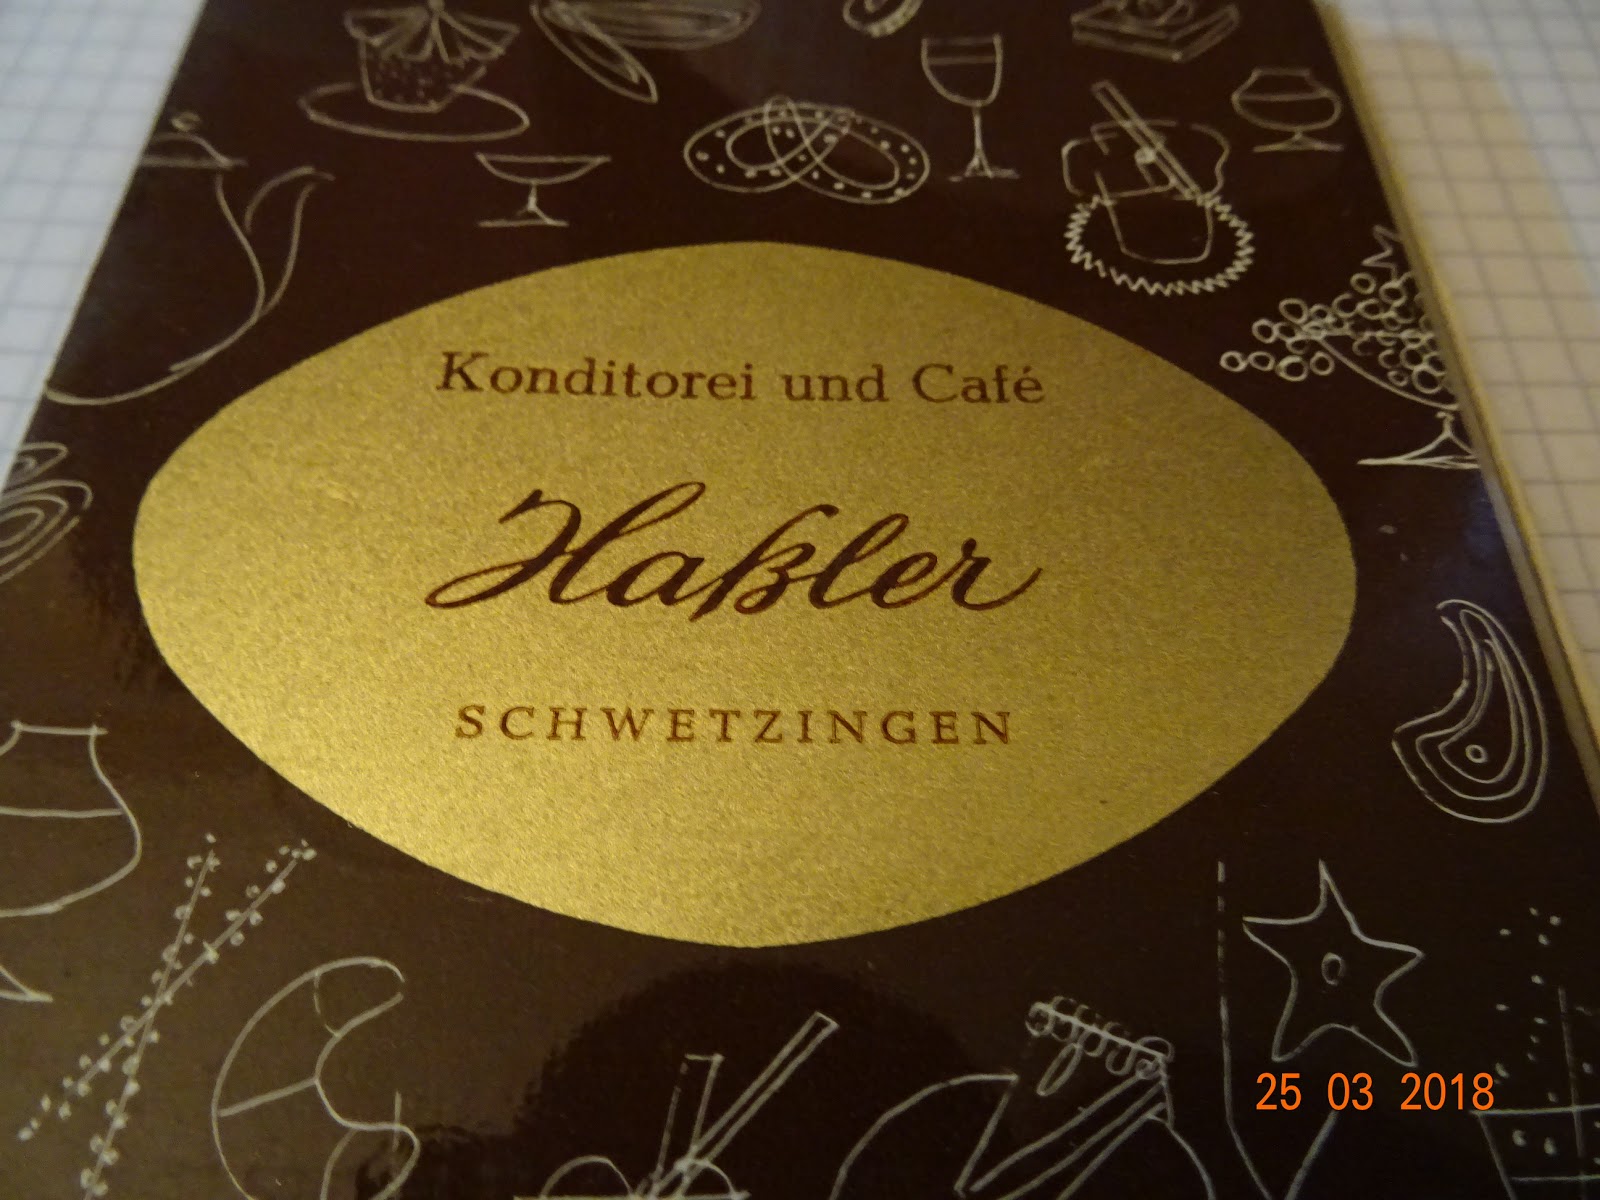 Konditorei und Café
Haßler
SCHWETZINGEN
25 03 2018